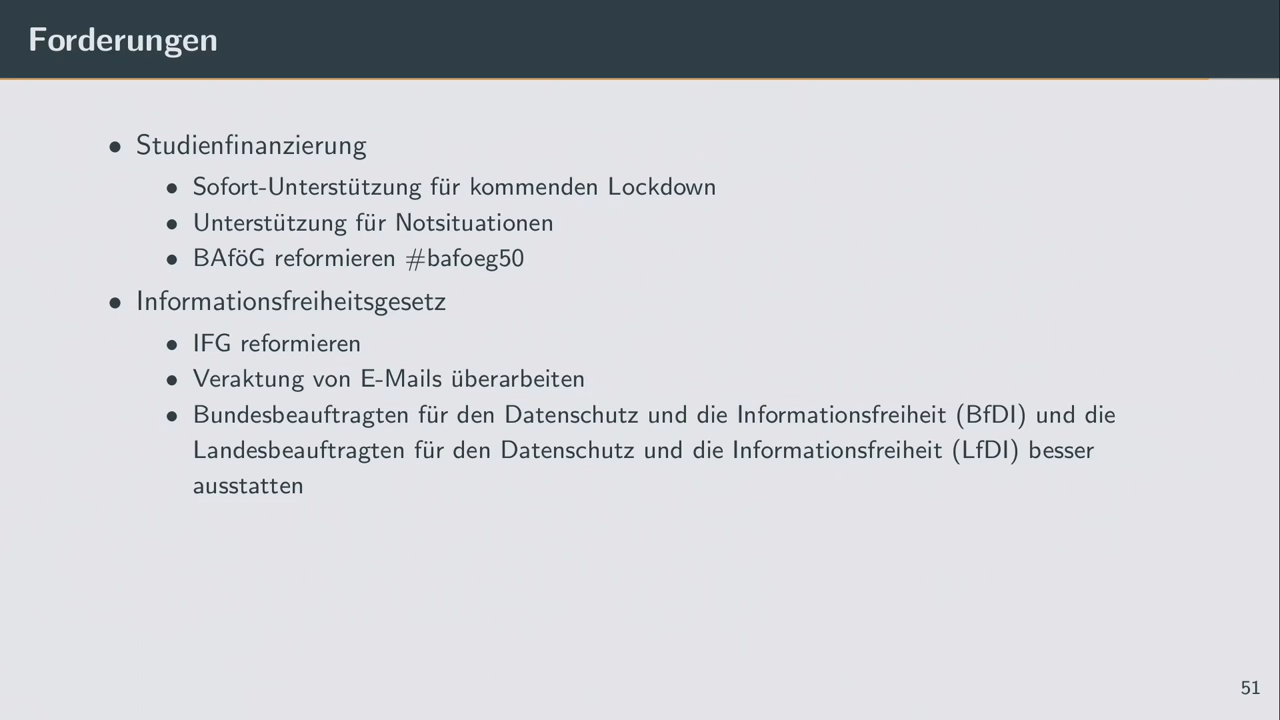 Forderungen
• Studienfinanzierung
• Sofort-Unterstützung für kommenden Lockdown
• Unterstützung für Notsituationen
• BAföG reformieren #bafoeg50
• Informationsfreiheitsgesetz
• IFG reformieren
• Veraktung von E-Mails überarbeiten
• Bundesbeauftragten für den Datenschutz und die Informationsfreiheit (BfDI) und die
Landesbeauftragten für den Datenschutz und die Informationsfreiheit (LfDI) besser
ausstatten
51